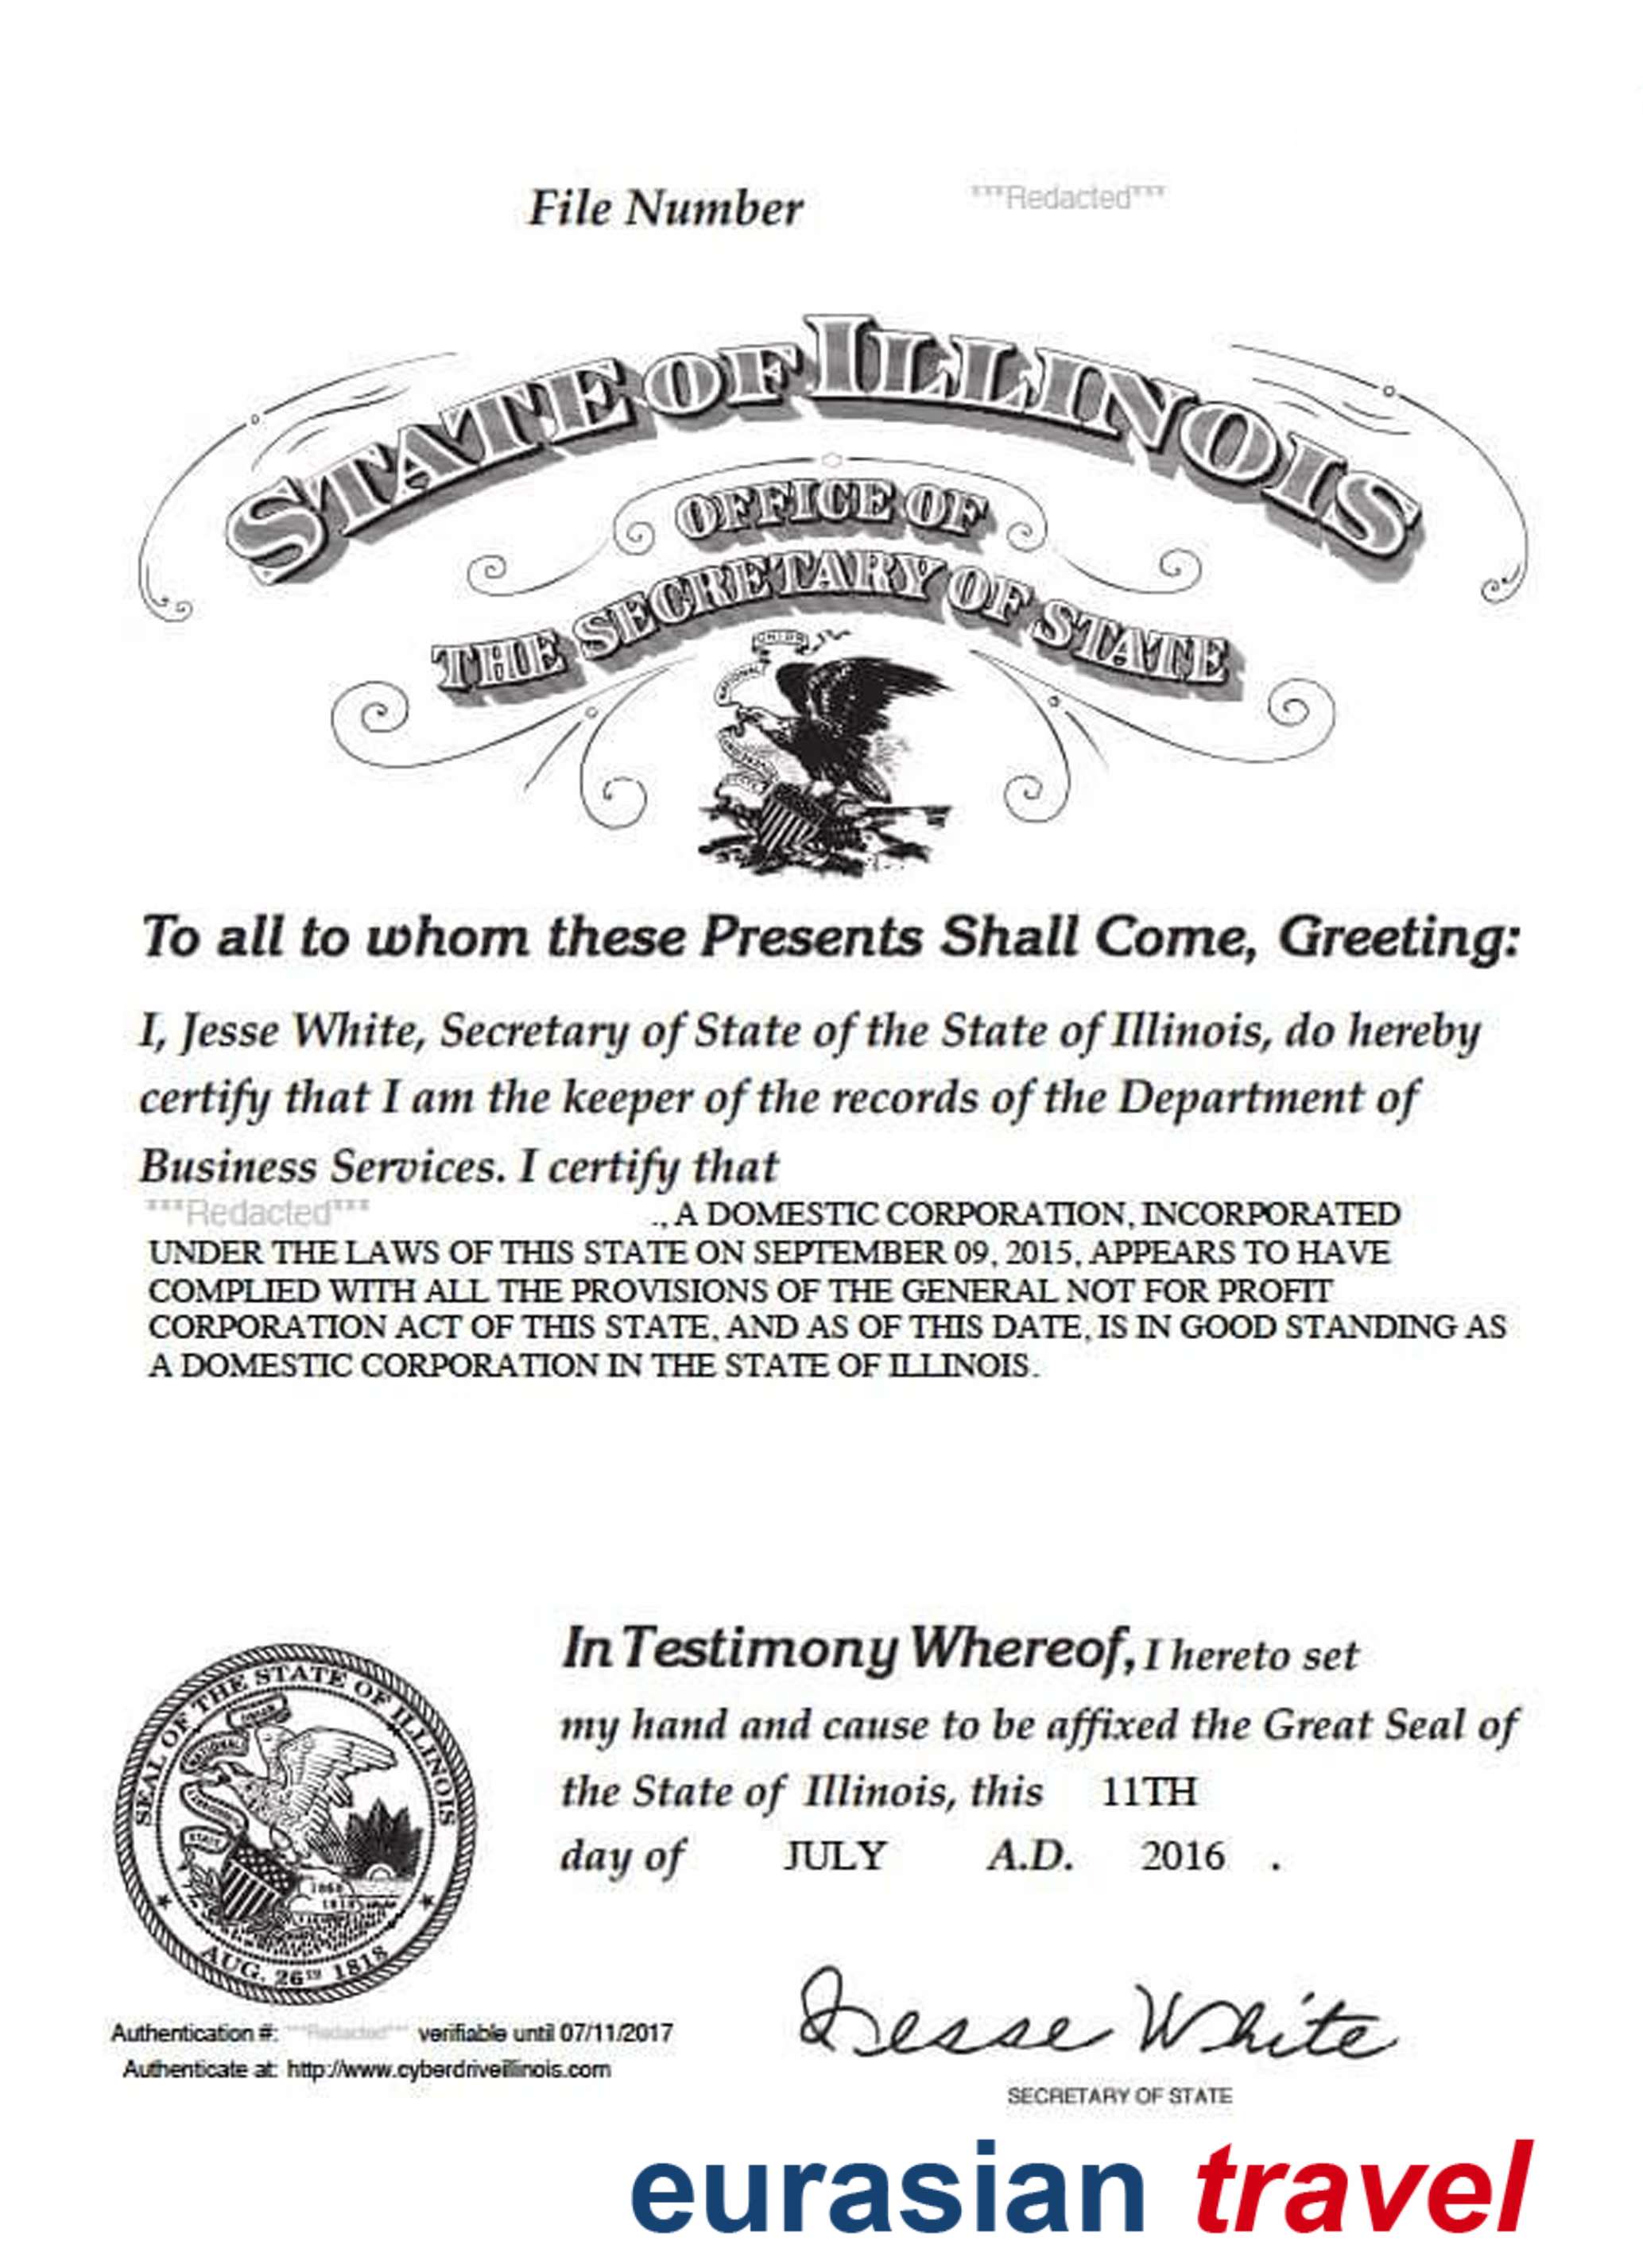 File Number ***Redacted***
STATE OF ILLINOIS
OFFICE OF
THE SECRETARY OF STATE
UNION
NATIONAL
To all to whom these Presents Shall Come, Greeting:
I, Jesse White, Secretary of State of the State of Illinois, do hereby
certify that I am the keeper of the records of the Department of
Business Services. I certify that
***Redacted*** ., A DOMESTIC CORPORATION, INCORPORATED
UNDER THE LAWS OF THIS STATE ON SEPTEMBER 09, 2015, APPEARS TO HAVE
COMPLIED WITH ALL THE PROVISIONS OF THE GENERAL NOT FOR PROFIT
CORPORATION ACT OF THIS STATE, AND AS OF THIS DATE, IS IN GOOD STANDING AS
A DOMESTIC CORPORATION IN THE STATE OF ILLINOIS.
In Testimony Whereof, I hereto set
my hand and cause to be affixed the Great Seal of
the State of Illinois, this 11TH
day of JULY A.D. 2016 .
SEAL OF THE STATE OF ILLINOIS
NATIONAL
STATE
1868
1818
AUG. 26TH 1818
Authentication #: ***Redacted*** verifiable until 07/11/2017
Authenticate at: http://www.cyberdriveillinois.com
Jesse White
SECRETARY OF STATE
eurasian travel